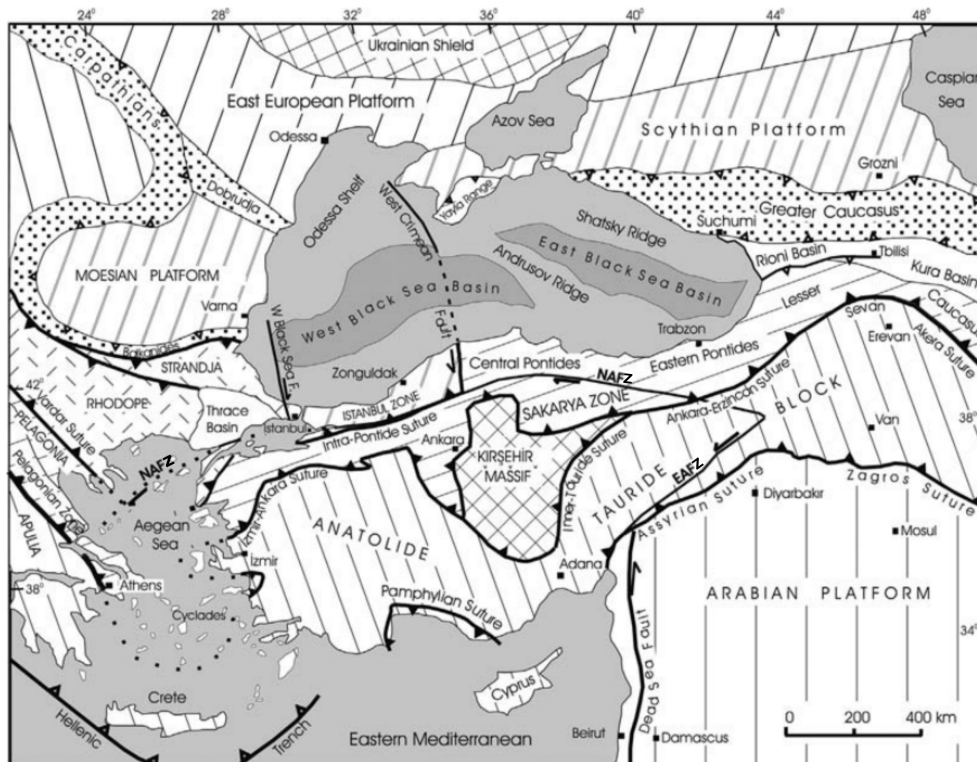 24°
28°
32°
36°
40°
44°
48°
Carpathians
Ukrainian Shield
East European Platform
Azov Sea
Caspian
Sea
Scythian Platform
Odessa
Grozni
Dobrudja
Odessa Shelf
West Crimean
Fault
Yayla Range
Shatsky Ridge
Suchumi
Greater Caucasus
East Black Sea Basin
Andrusov Ridge
Rioni Basin
Tbilisi
Kura Basin
MOESIAN PLATFORM
West Black Sea Basin
Varna
W Black Sea F.
Lesser
Caucasus
Sevan
Erevan
Akera Suture
Trabzon
Balkanides
STRANDJA
Zonguldak
Central Pontides
Eastern Pontides
NAFZ
42°
RHODOPE
Thrace
Basin
Istanbul
ISTANBUL ZONE
Intra-Pontide Suture
SAKARYA ZONE
Ankara-Erzincan Suture
BLOCK
Van
38°
Vardar Suture
PELAGONIA
Pelagonian Zone
NAFZ
Ankara
KIRŞEHİR
MASSIF
Inner-Tauride Suture
TAURIDE
EAFZ
Assyrian Suture
Diyarbakır
Zagros Suture
Mosul
APULIA
Aegean
Sea
İzmir-Ankara Suture
ANATOLIDE
İzmir
Adana
38°
Athens
Pamphylian Suture
ARABIAN PLATFORM
Cyclades
34°
Crete
Cyprus
Dead Sea Fault
Hellenic
Trench
Eastern Mediterranean
Beirut
Damascus
0 200 400 km